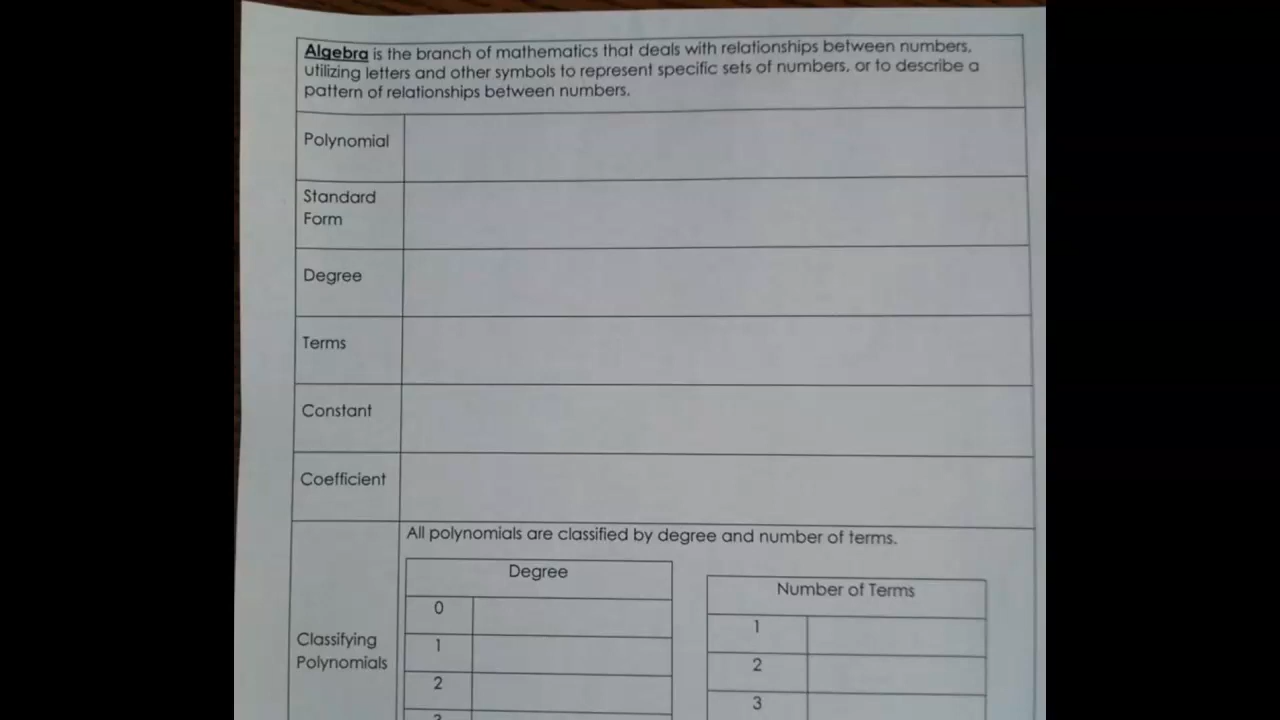 Algebra is the branch of mathematics that deals with relationships between numbers,
utilizing letters and other symbols to represent specific sets of numbers, or to describe a
pattern of relationships between numbers.
Polynomial
Standard
Form
Degree
Terms
Constant
Coefficient
All polynomials are classified by degree and number of terms.
Classifying
Polynomials
Degree
0
1
2
3
Number of Terms
1
2
3